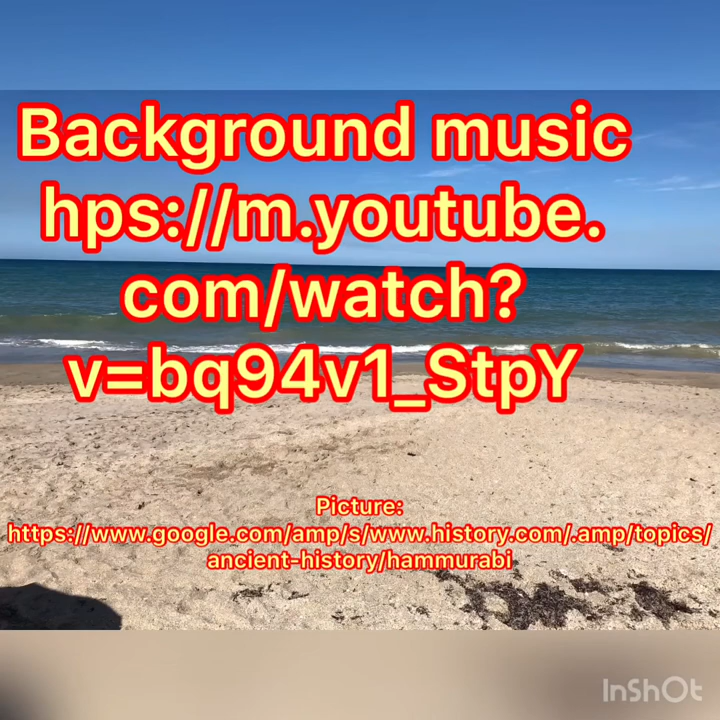 Background music
hps://m.youtube.
com/watch?
v=bq94v1_StpY
Picture:
https://www.google.com/amp/s/www.history.com/.amp/topics/
ancient-history/hammurabi
InShOt